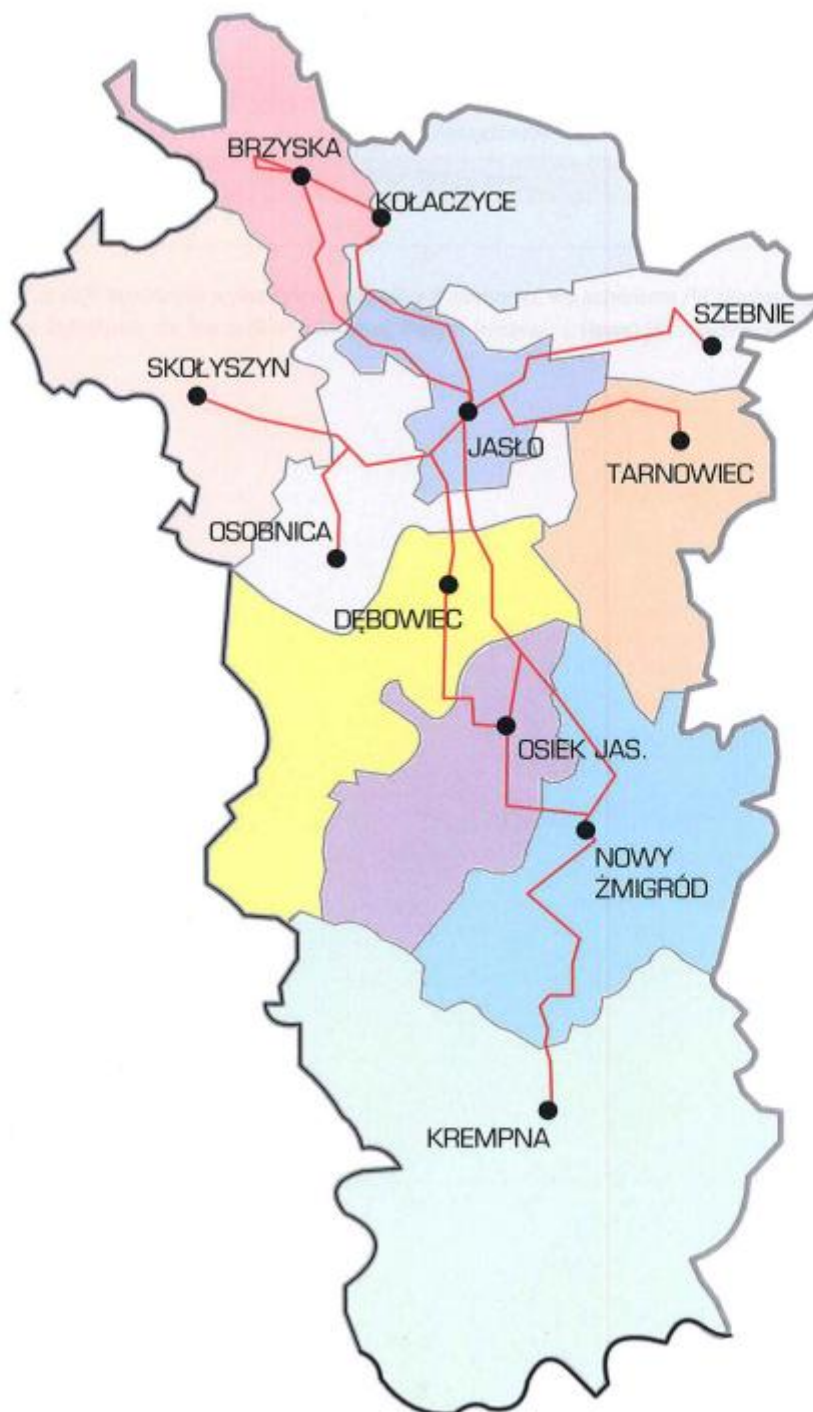 BRZYSKA
KOŁACZYCE
SZEBNIE
SKOŁYSZYN
JASŁO
TARNOWIEC
OSOBNICA
DĘBOWIEC
OSIEK JAS.
NOWY
ŻMIGRÓD
KREMPNA